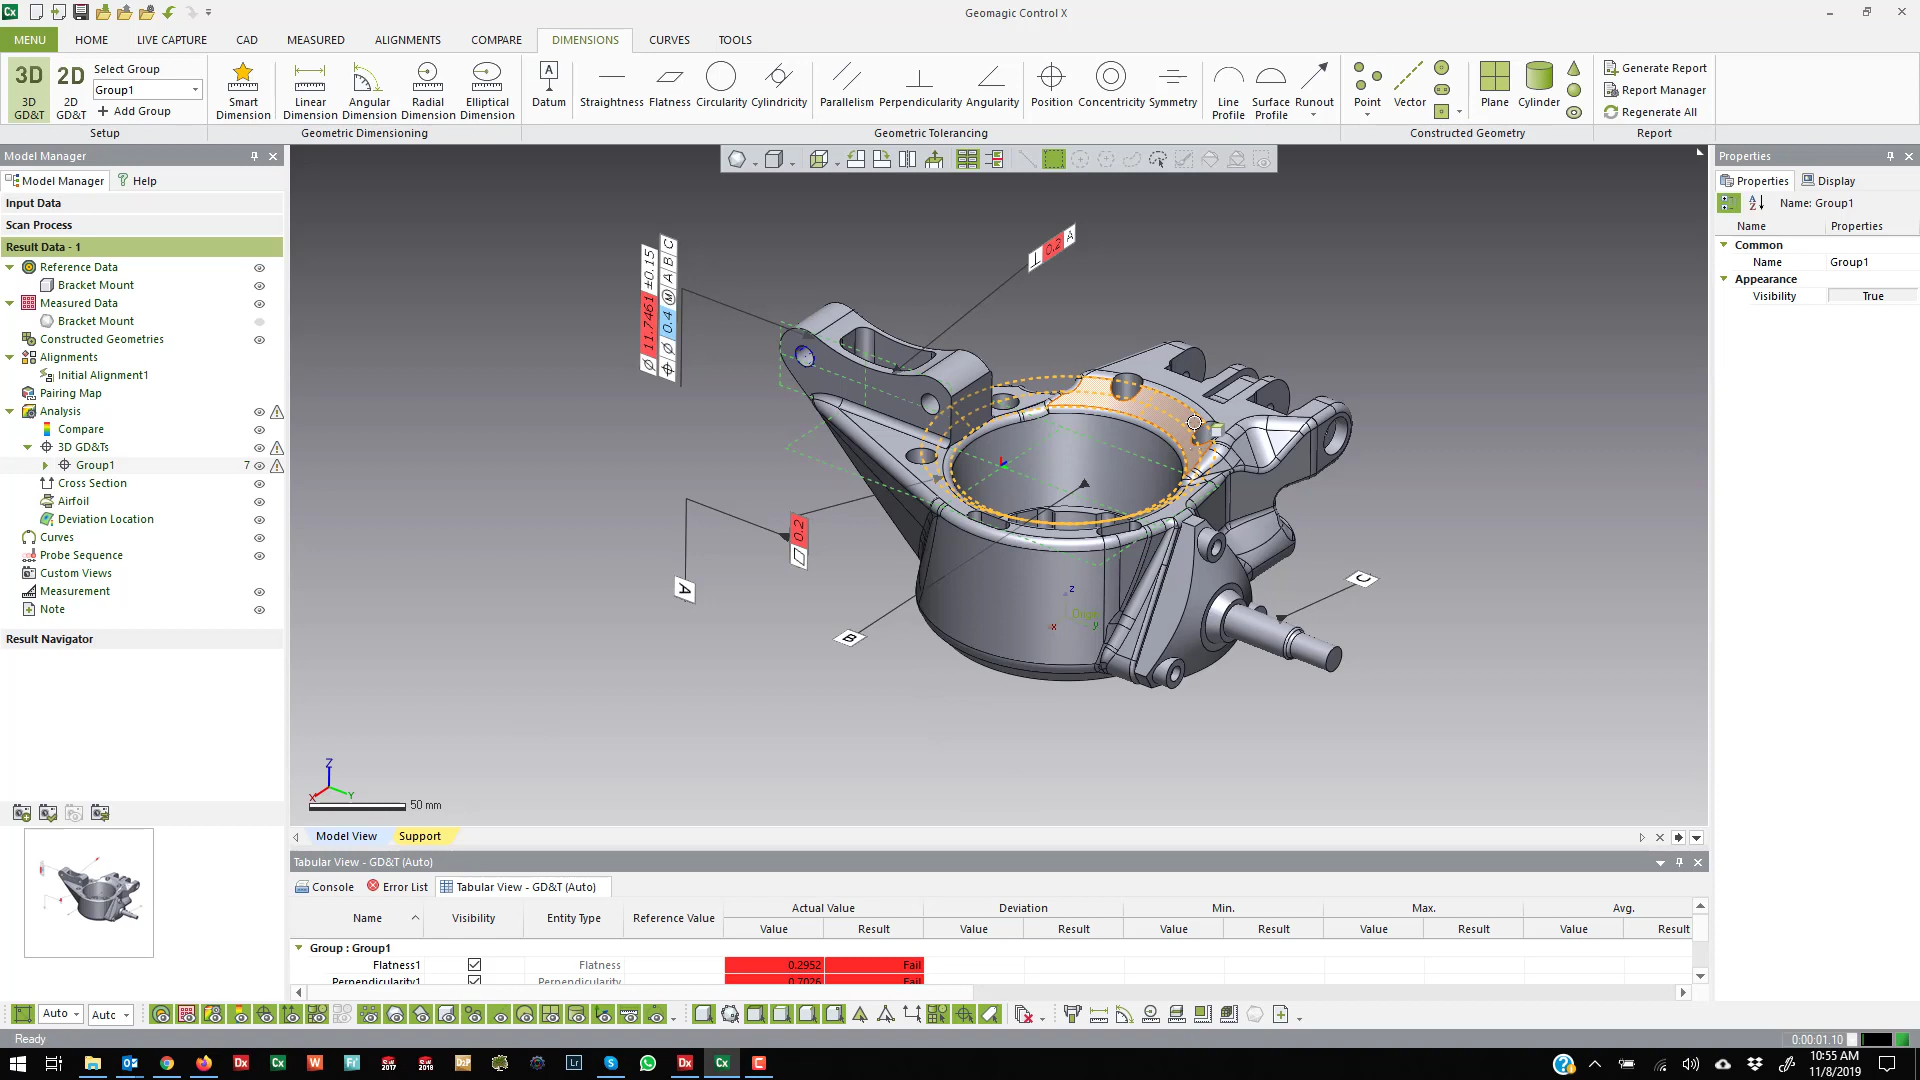 Geomagic Control X
MENU HOME LIVE CAPTURE CAD MEASURED ALIGNMENTS COMPARE DIMENSIONS CURVES TOOLS
3D GD&T
2D GD&T
Select Group
Group1
Add Group
Smart Dimension
Linear Dimension
Angular Dimension
Radial Dimension
Elliptical Dimension
Datum
Straightness
Flatness
Circularity
Cylindricity
Parallelism
Perpendicularity
Angularity
Position
Concentricity
Symmetry
Line Profile
Surface Profile
Runout
Point
Vector
Plane
Cylinder
Generate Report
Report Manager
Regenerate All
Setup
Geometric Dimensioning
Geometric Tolerancing
Constructed Geometry
Report
Model Manager
Model Manager Help
Input Data
Scan Process
Result Data - 1
Reference Data
Bracket Mount
Measured Data
Bracket Mount
Constructed Geometries
Alignments
Initial Alignment1
Pairing Map
Analysis
Compare
3D GD&Ts
Group1 7
Cross Section
Airfoil
Deviation Location
Curves
Probe Sequence
Custom Views
Measurement
Note
Result Navigator
Ø 11.7461 ±0.15
Ø 0.4 Ⓜ A B C
⊥ 0.2 A
0.2
A
B
C
z
x
y
Z
X
Y
50 mm
Model View Support
Tabular View - GD&T (Auto)
Console Error List Tabular View - GD&T (Auto)
Name Visibility Entity Type Reference Value Actual Value Deviation Min. Max. Avg.
Value Result Value Result Value Result Value Result Value Result
Group : Group1
Flatness1 Flatness 0.2952 Fail
Perpendicularity1 Perpendicularity 0.7026 Fail
Properties
Properties Display
Name: Group1
Name Properties
Common
Name Group1
Appearance
Visibility True
Auto Autc
Ready
0:00:01.10
10:55 AM
11/8/2019